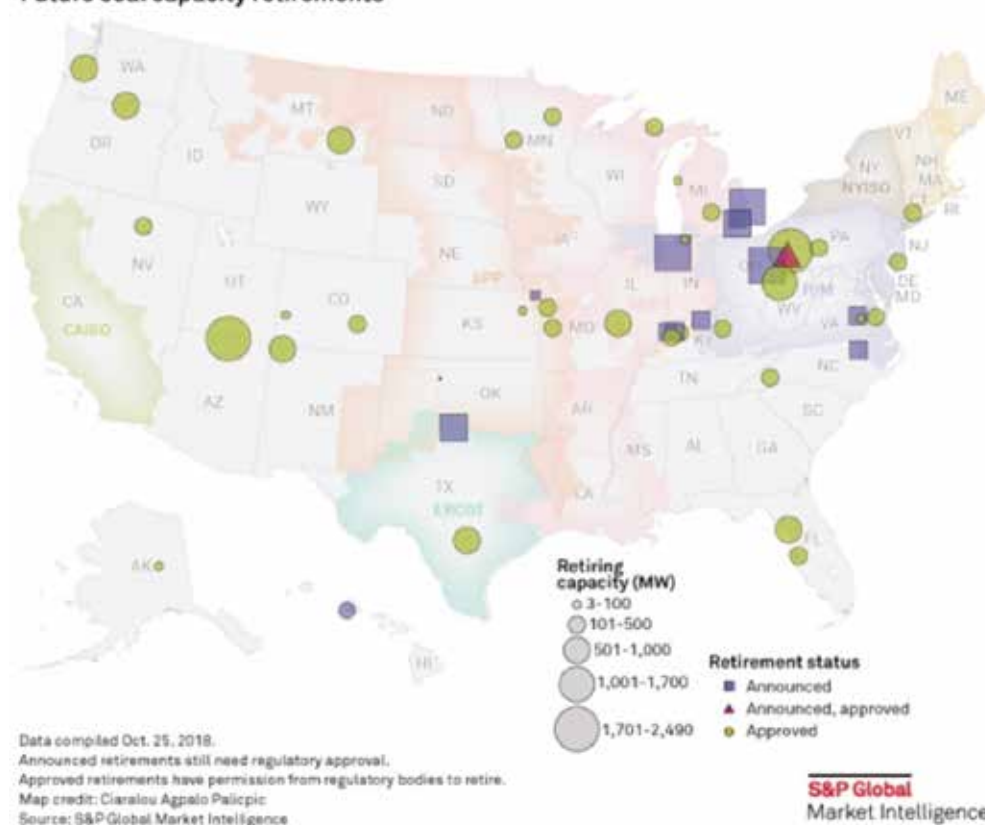 Future coal capacity retirements
WA
MT
ND
MN
ME
OR
ID
SD
WI
MI
VT
NH
NY
NYISO
MA
RI
WY
IA
PA
NJ
NV
UT
NE
SPP
IL
IN
PJM
DE
MD
CA
CAISO
CO
KS
MO
WV
VA
KY
AZ
NM
OK
AR
TN
NC
SC
MS
AL
GA
TX
ERCOT
LA
FL
AK
HI
Retiring
capacity (MW)
3-100
101-500
501-1,000
1,001-1,700
1,701-2,490
Retirement status
Announced
Announced, approved
Approved
Data compiled Oct. 25, 2018.
Announced retirements still need regulatory approval.
Approved retirements have permission from regulatory bodies to retire.
Map credit: Ciaralou Agpalo Palicpic
Source: S&P Global Market Intelligence
S&P Global
Market Intelligence